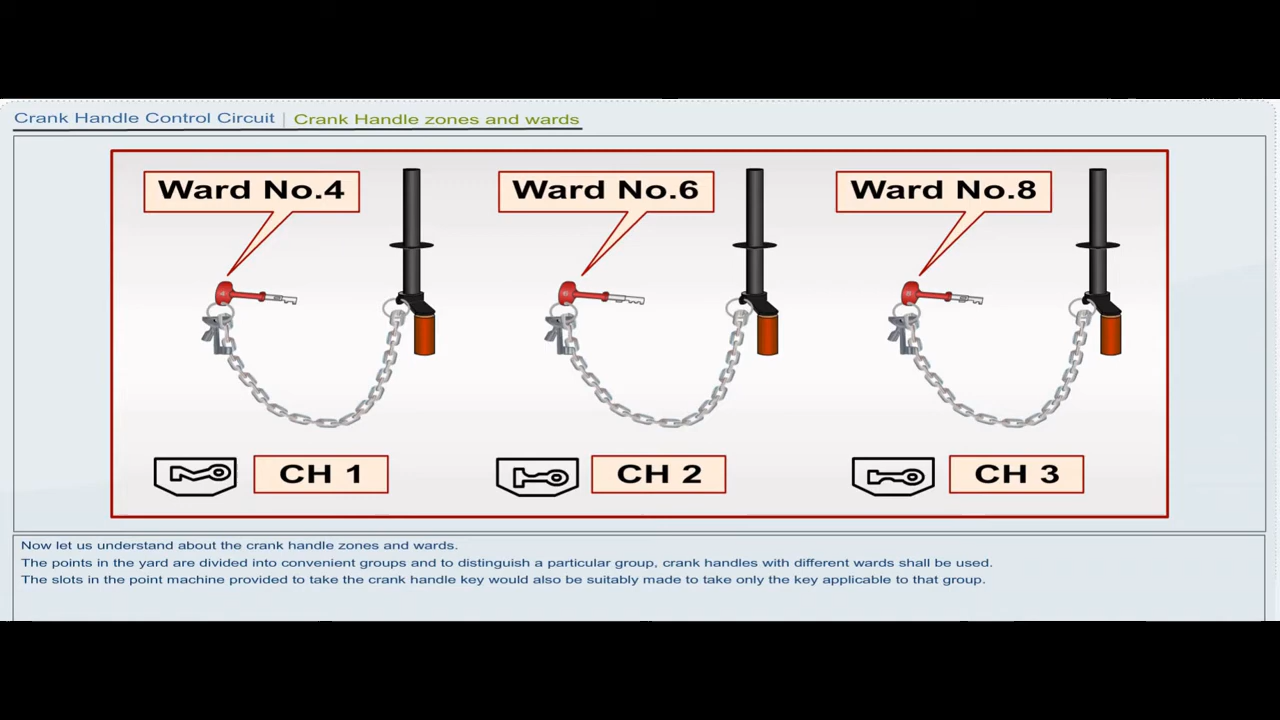 Crank Handle Control Circuit | Crank Handle zones and wards
Ward No.4
Ward No.6
Ward No.8
CH 1
CH 2
CH 3
Now let us understand about the crank handle zones and wards.
The points in the yard are divided into convenient groups and to distinguish a particular group, crank handles with different wards shall be used.
The slots in the point machine provided to take the crank handle key would also be suitably made to take only the key applicable to that group.